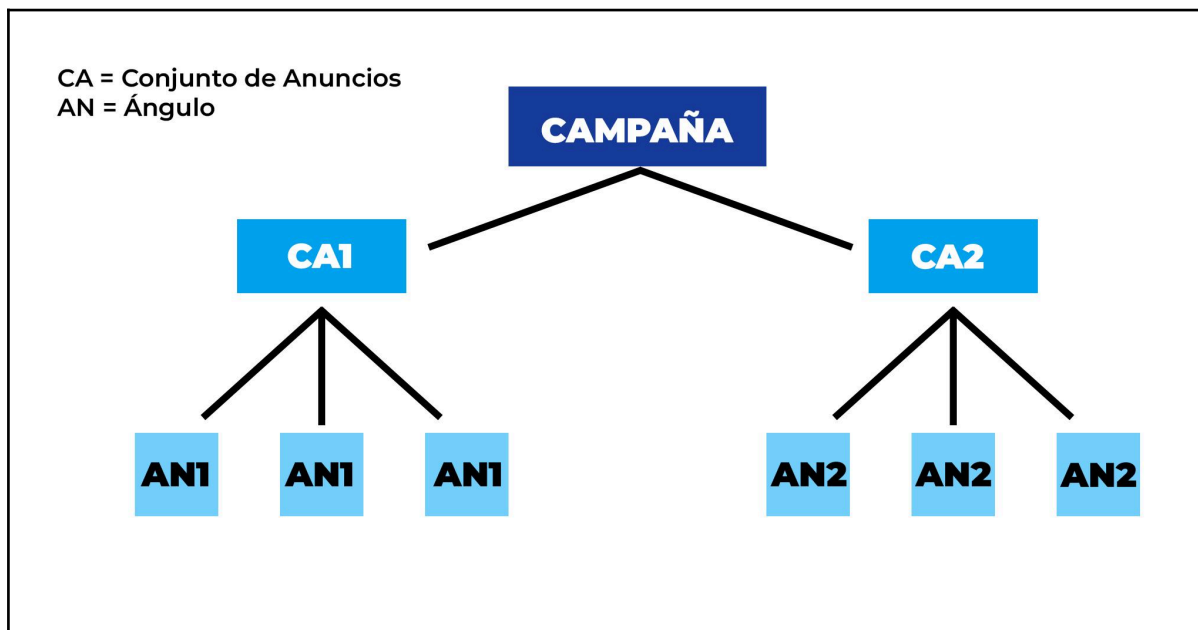 CA = Conjunto de Anuncios
AN = Ángulo
CAMPAÑA
CA1
CA2
AN1
AN1
AN1
AN2
AN2
AN2